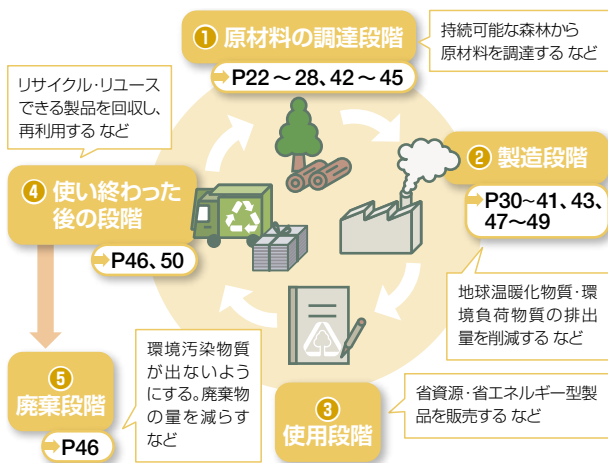 ① 原材料の調達段階
➡P22～28、42～45
持続可能な森林から
原材料を調達する など
② 製造段階
➡P30~41、43、
47～49
地球温暖化物質・環
境負荷物質の排出
量を削減する など
③
使用段階
省資源・省エネルギー型製
品を販売する など
リサイクル・リユース
できる製品を回収し、
再利用する など
④ 使い終わった
後の段階
➡P46、50
⑤
廃棄段階
➡P46
環境汚染物質
が出ないよう
にする。廃棄物
の量を減らす
など